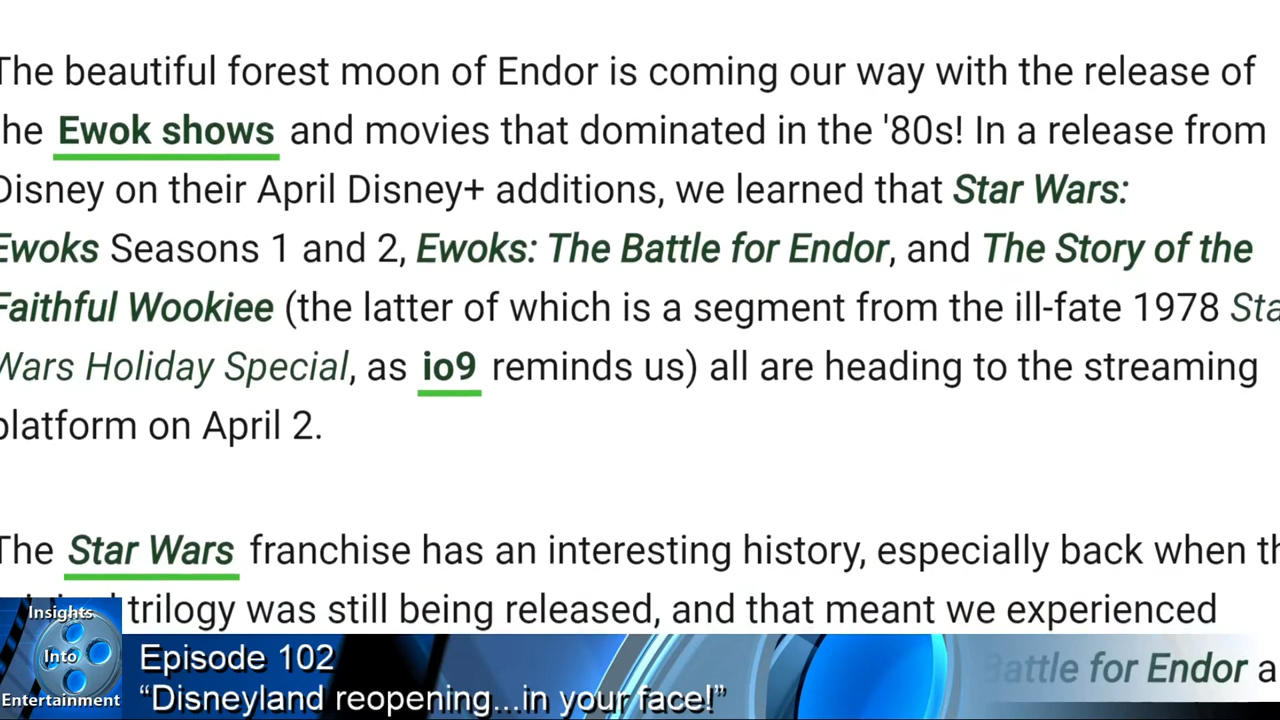 The beautiful forest moon of Endor is coming our way with the release of
the Ewok shows and movies that dominated in the '80s! In a release from
Disney on their April Disney+ additions, we learned that Star Wars:
Ewoks Seasons 1 and 2, Ewoks: The Battle for Endor, and The Story of the
Faithful Wookiee (the latter of which is a segment from the ill-fate 1978 Sta
Wars Holiday Special, as io9 reminds us) all are heading to the streaming
platform on April 2.
The Star Wars franchise has an interesting history, especially back when th
trilogy was still being released, and that meant we experienced
Battle for Endor a
Insights
Into
Entertainment
Episode 102
“Disneyland reopening...in your face!”